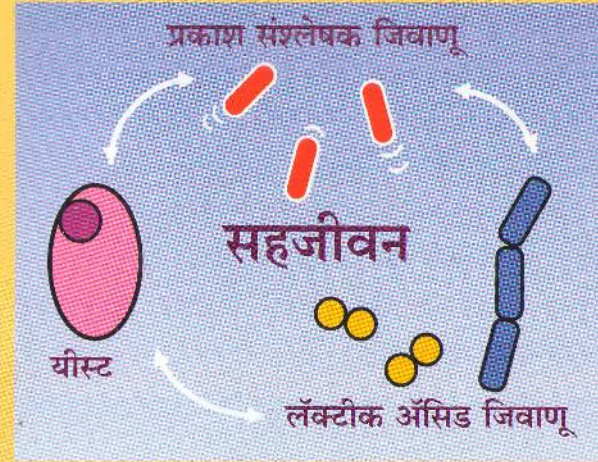 प्रकाश संश्लेषक जिवाणू
सहजीवन
यीस्ट
लॅक्टीक ॲसिड जिवाणू